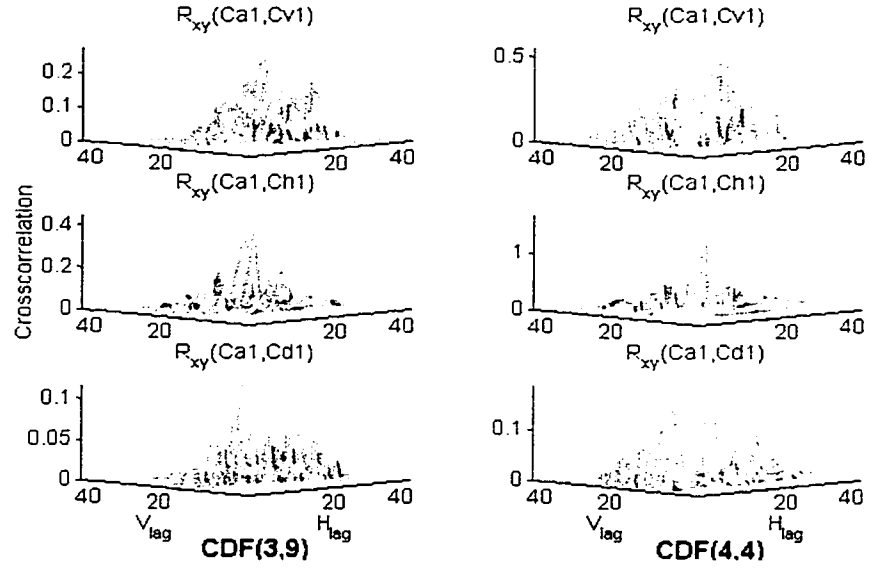 R_xy(Ca1,Cv1)
0.2
0.1
0
40 20 20 40
R_xy(Ca1,Ch1)
0.4
0.2
0
40 20 20 40
R_xy(Ca1,Cd1)
0.1
0.05
0
40 20 20 40
V_lag H_lag
CDF(3,9)
Crosscorrelation
R_xy(Ca1,Cv1)
0.5
0
40 20 20 40
R_xy(Ca1,Ch1)
1
0
40 20 20 40
R_xy(Ca1,Cd1)
0.1
0
40 20 20 40
V_lag H_lag
CDF(4,4)